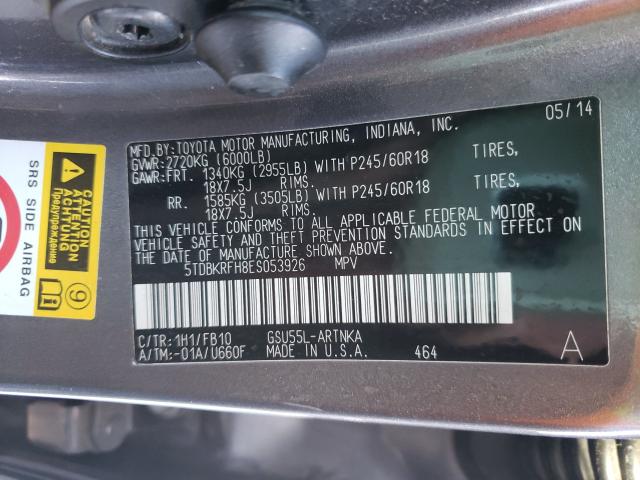 MFD.BY:TOYOTA MOTOR MANUFACTURING, INDIANA, INC. 05/14
GVWR:2720KG (6000LB)
GAWR:FRT. 1340KG (2955LB) WITH P245/60R18 TIRES,
18X7.5J RIMS.
RR. 1585KG (3505LB) WITH P245/60R18 TIRES,
18X7.5J RIMS.
THIS VEHICLE CONFORMS TO ALL APPLICABLE FEDERAL MOTOR
VEHICLE SAFETY AND THEFT PREVENTION STANDARDS IN EFFECT ON
THE DATE OF MANUFACTURE SHOWN ABOVE.
5TDBKRFH8ES053926 MPV
C/TR:1H1/FB10 GSU55L-ARTNKA
A/TM:-01A/U660F MADE IN U.S.A. 464 A
SRS SIDE AIRBAG
CAUTION
ATTENTION
ACHTUNG
Предупреждение
9